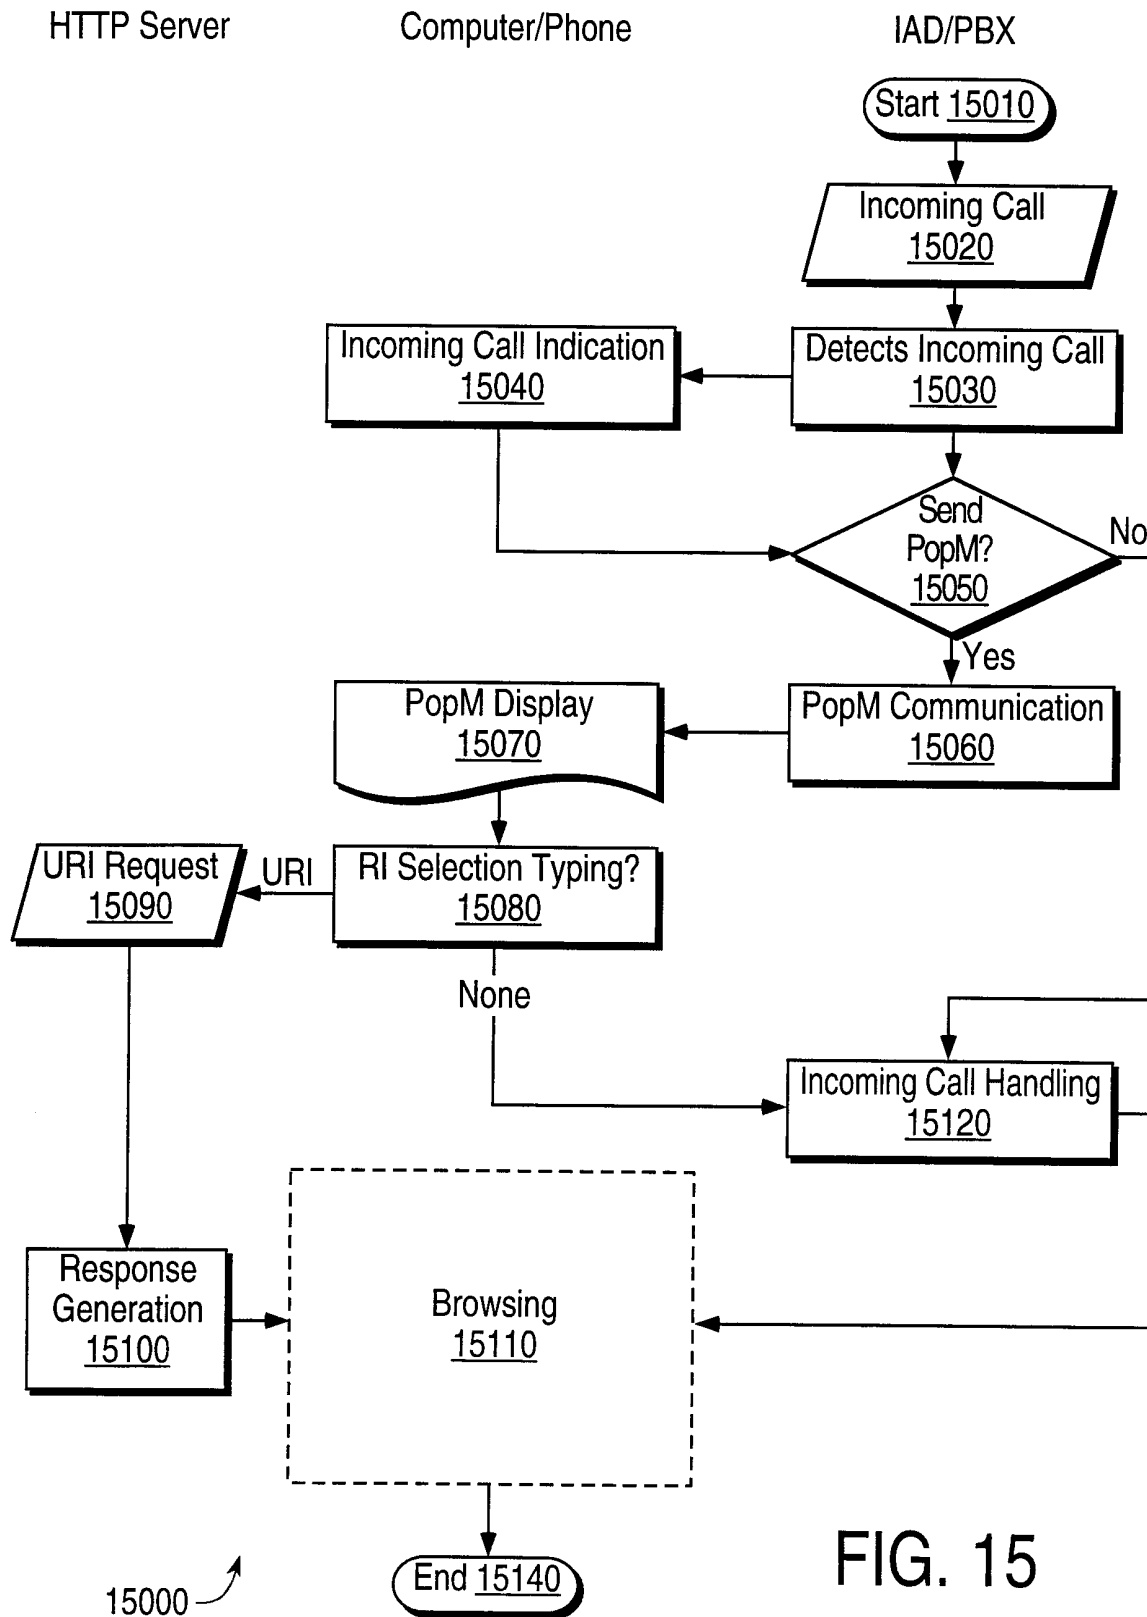 HTTP Server
Computer/Phone
IAD/PBX
Start 15010
Incoming Call
15020
Incoming Call Indication
15040
Detects Incoming Call
15030
Send
PopM?
15050
No
Yes
PopM Display
15070
PopM Communication
15060
URI Request
15090
URI
RI Selection Typing?
15080
None
Incoming Call Handling
15120
Response
Generation
15100
Browsing
15110
End 15140
15000
FIG. 15